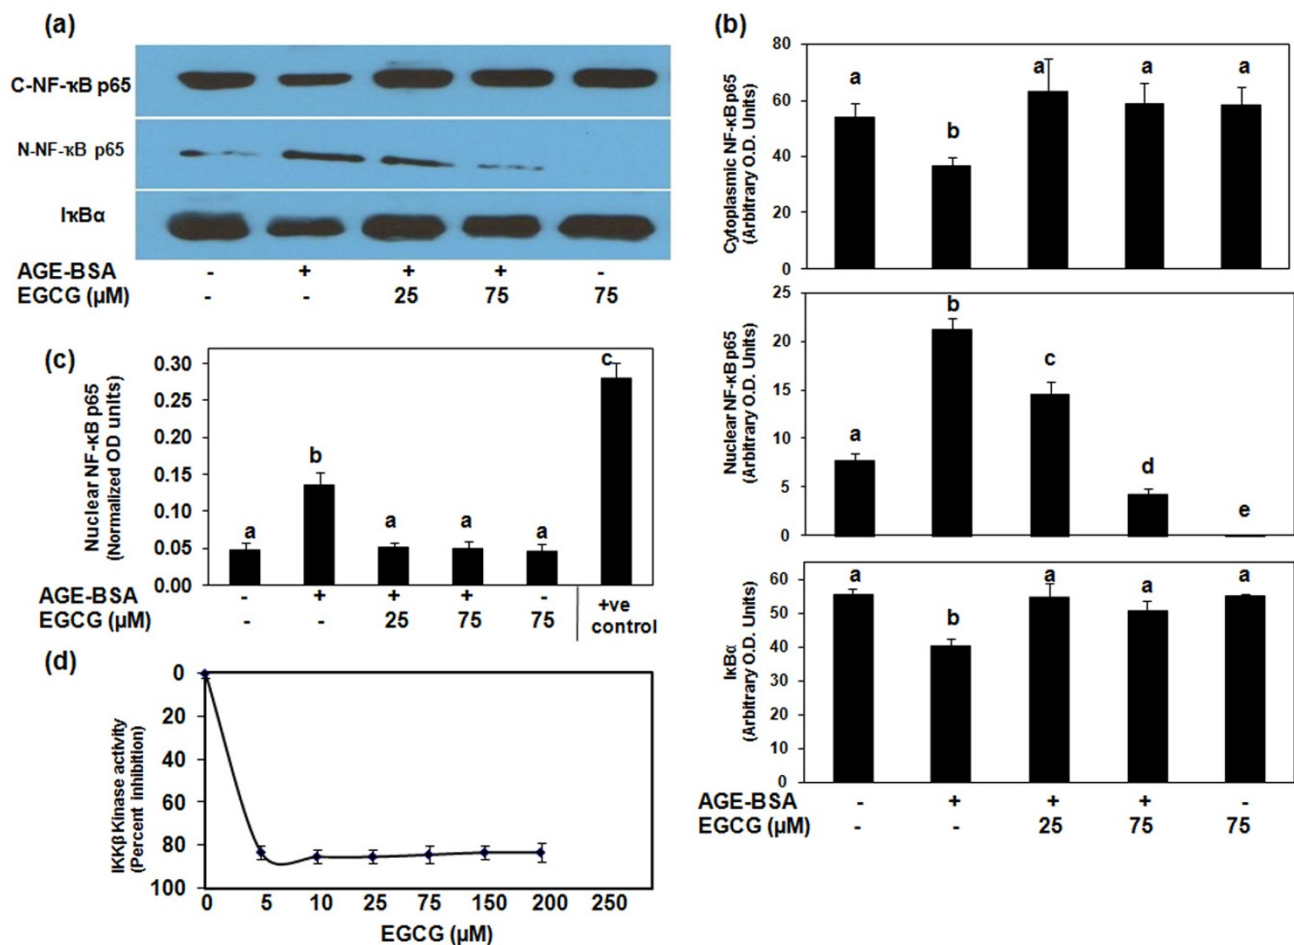 (a)
C-NF-κB p65
N-NF-κB p65
IκBα
AGE-BSA - + + + -
EGCG (µM) - - 25 75 75
(b)
80
60
40
20
0
Cytoplasmic NF-κB p65
(Arbitrary O.D. Units)
a b a a a
25
20
15
10
5
0
Nuclear NF-κB p65
(Arbitrary O.D. Units)
a b c d e
60
50
40
30
20
10
0
IκBα
(Arbitrary O.D. Units)
a b a a a
AGE-BSA - + + + -
EGCG (µM) - - 25 75 75
(c)
0.30
0.25
0.20
0.15
0.10
0.05
0.00
Nuclear NF-κB p65
(Normalized OD units)
a b a a a c
AGE-BSA - + + + - +ve
EGCG (µM) - - 25 75 75 control
(d)
0
20
40
60
80
100
IKKβ Kinase activity
(Percent inhibition)
0 5 10 25 75 150 200 250
EGCG (µM)